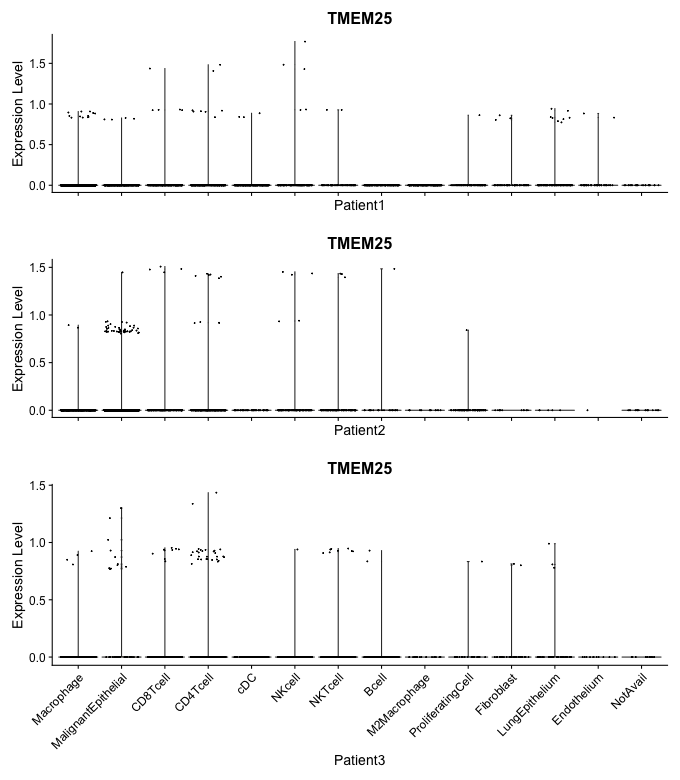 TMEM25
Expression Level
1.5
1.0
0.5
0.0
Patient1
TMEM25
Expression Level
1.5
1.0
0.5
0.0
Patient2
TMEM25
Expression Level
1.5
1.0
0.5
0.0
Macrophage
MalignantEpithelial
CD8Tcell
CD4Tcell
cDC
NKcell
NKTcell
Bcell
M2Macrophage
ProliferatingCell
Fibroblast
LungEpithelium
Endothelium
NotAvail
Patient3